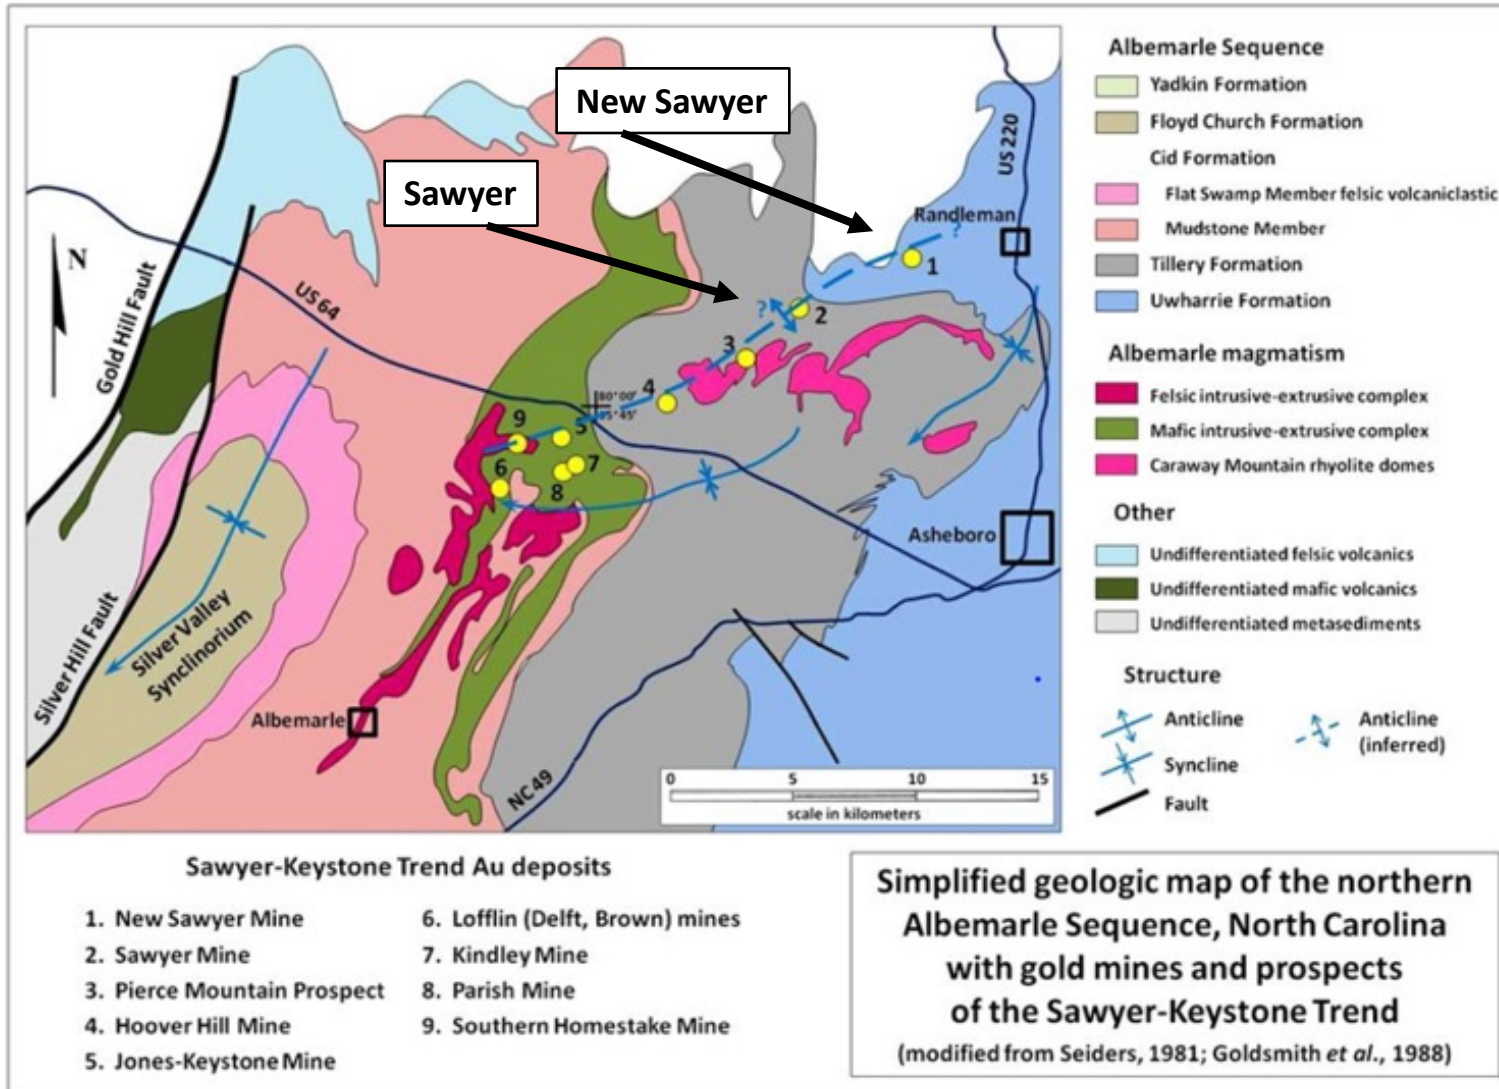 New Sawyer
Sawyer
US 220
Randleman
?
1
N
Gold Hill Fault
US 64
?
2
3
4
80°00'
35°45'
9
5
6
7
8
Asheboro
Silver Hill Fault
Silver Valley
Synclinorium
Albemarle
NC 49
0 5 10 15
scale in kilometers
Albemarle Sequence
Yadkin Formation
Floyd Church Formation
Cid Formation
Flat Swamp Member felsic volcaniclastic
Mudstone Member
Tillery Formation
Uwharrie Formation
Albemarle magmatism
Felsic intrusive-extrusive complex
Mafic intrusive-extrusive complex
Caraway Mountain rhyolite domes
Other
Undifferentiated felsic volcanics
Undifferentiated mafic volcanics
Undifferentiated metasediments
Structure
Anticline
Anticline
(inferred)
Syncline
Fault
Sawyer-Keystone Trend Au deposits
1. New Sawyer Mine
2. Sawyer Mine
3. Pierce Mountain Prospect
4. Hoover Hill Mine
5. Jones-Keystone Mine
6. Lofflin (Delft, Brown) mines
7. Kindley Mine
8. Parish Mine
9. Southern Homestake Mine
Simplified geologic map of the northern
Albemarle Sequence, North Carolina
with gold mines and prospects
of the Sawyer-Keystone Trend
(modified from Seiders, 1981; Goldsmith et al., 1988)